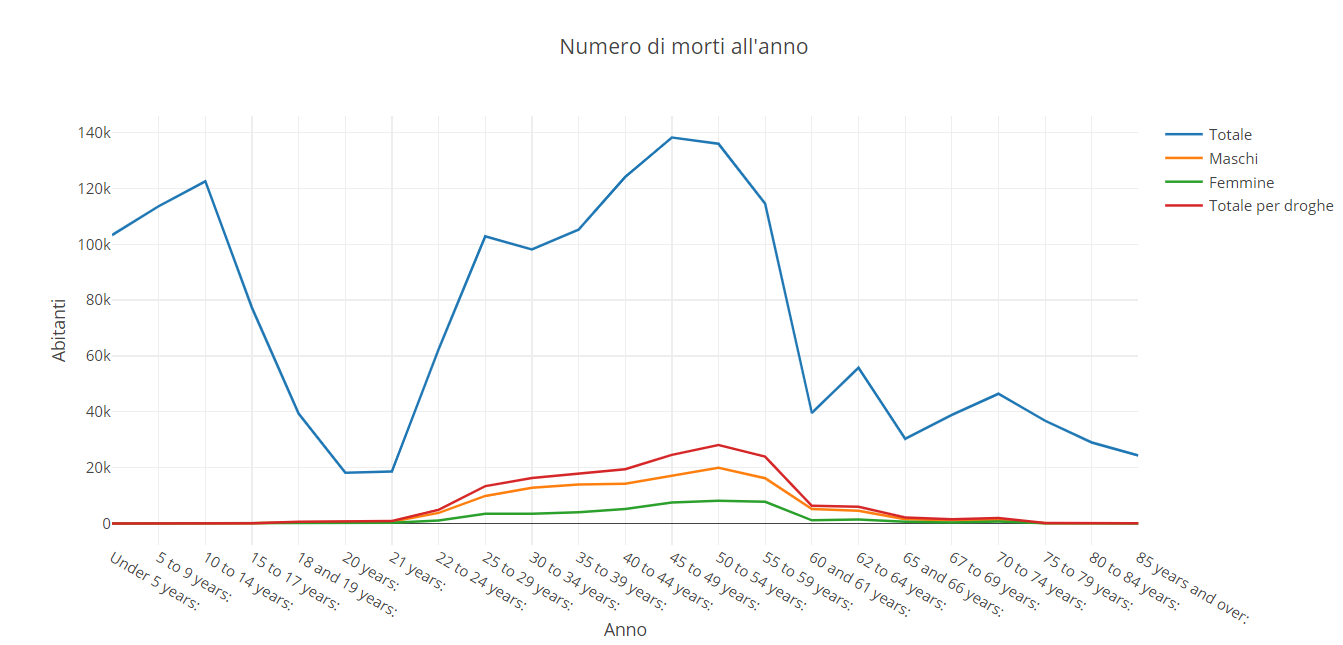 Numero di morti all'anno
Totale
Maschi
Femmine
Totale per droghe
140k
120k
100k
80k
60k
40k
20k
0
Abitanti
Under 5 years:
5 to 9 years:
10 to 14 years:
15 to 17 years:
18 and 19 years:
20 years:
21 years:
22 to 24 years:
25 to 29 years:
30 to 34 years:
35 to 39 years:
40 to 44 years:
45 to 49 years:
50 to 54 years:
55 to 59 years:
60 and 61 years:
62 to 64 years:
65 and 66 years:
67 to 69 years:
70 to 74 years:
75 to 79 years:
80 to 84 years:
85 years and over:
Anno